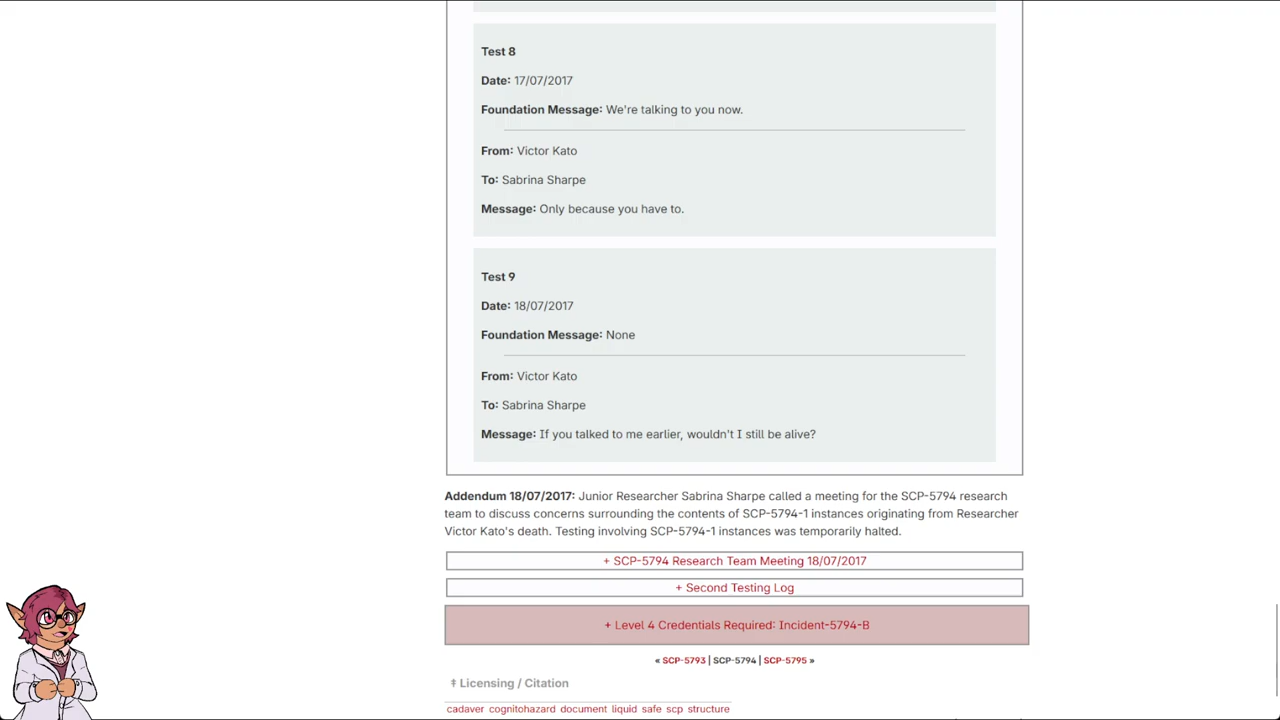 Test 8
Date: 17/07/2017
Foundation Message: We're talking to you now.
From: Victor Kato
To: Sabrina Sharpe
Message: Only because you have to.
Test 9
Date: 18/07/2017
Foundation Message: None
From: Victor Kato
To: Sabrina Sharpe
Message: If you talked to me earlier, wouldn't I still be alive?
Addendum 18/07/2017: Junior Researcher Sabrina Sharpe called a meeting for the SCP-5794 research
team to discuss concerns surrounding the contents of SCP-5794-1 instances originating from Researcher
Victor Kato's death. Testing involving SCP-5794-1 instances was temporarily halted.
+ SCP-5794 Research Team Meeting 18/07/2017
+ Second Testing Log
+ Level 4 Credentials Required: Incident-5794-B
« SCP-5793 | SCP-5794 | SCP-5795 »
‡ Licensing / Citation
cadaver cognitohazard document liquid safe scp structure